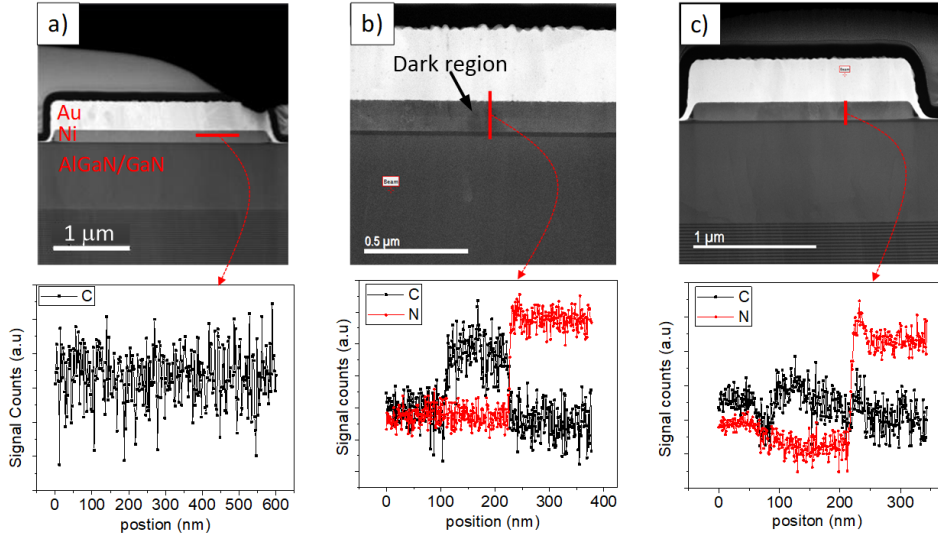 a)
Au
Ni
AlGaN/GaN
1 µm
b)
Dark region
Beam
0.5 µm
c)
Beam
1 µm
C
Signal counts (a.u)
0 100 200 300 400 500 600
postion (nm)
C
N
Signal Counts (a.u)
0 100 200 300 400
position (nm)
C
N
Signal Counts (a.u)
0 100 200 300
positon (nm)